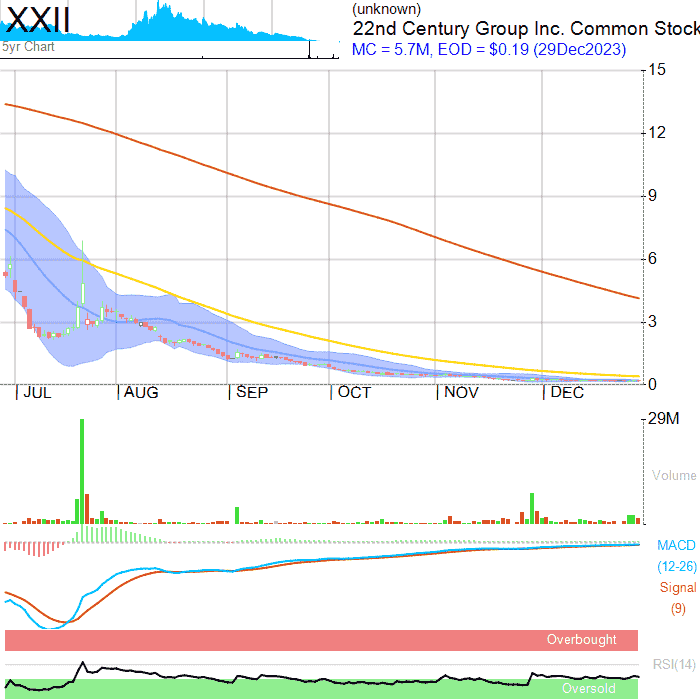 XXII
5yr Chart
(unknown)
22nd Century Group Inc. Common Stock
MC = 5.7M, EOD = $0.19 (29Dec2023)
15
12
9
6
3
0
JUL AUG SEP OCT NOV DEC
29M
Volume
MACD
(12-26)
Signal
(9)
Overbought
RSI(14)
Oversold